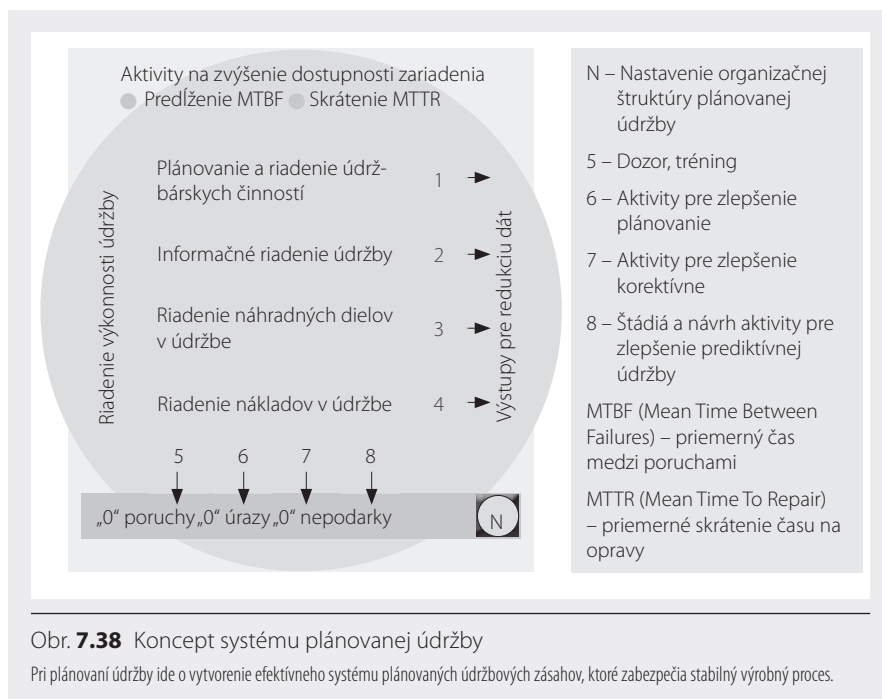 Aktivity na zvýšenie dostupnosti zariadenia
Predĺženie MTBF Skrátenie MTTR
Riadenie výkonnosti údržby
Plánovanie a riadenie údrž-
bárskych činností
1
Informačné riadenie údržby
2
Riadenie náhradných dielov
v údržbe
3
Riadenie nákladov v údržbe
4
Výstupy pre redukciu dát
5 6 7 8
„0“ poruchy „0“ úrazy „0“ nepodarky
N
N – Nastavenie organizačnej
štruktúry plánovanej
údržby
5 – Dozor, tréning
6 – Aktivity pre zlepšenie
plánovanie
7 – Aktivity pre zlepšenie
korektívne
8 – Štádiá a návrh aktivity pre
zlepšenie prediktívnej
údržby
MTBF (Mean Time Between
Failures) – priemerný čas
medzi poruchami
MTTR (Mean Time To Repair)
– priemerné skrátenie času na
opravy
Obr. 7.38 Koncept systému plánovanej údržby
Pri plánovaní údržby ide o vytvorenie efektívneho systému plánovaných údržbových zásahov, ktoré zabezpečia stabilný výrobný proces.